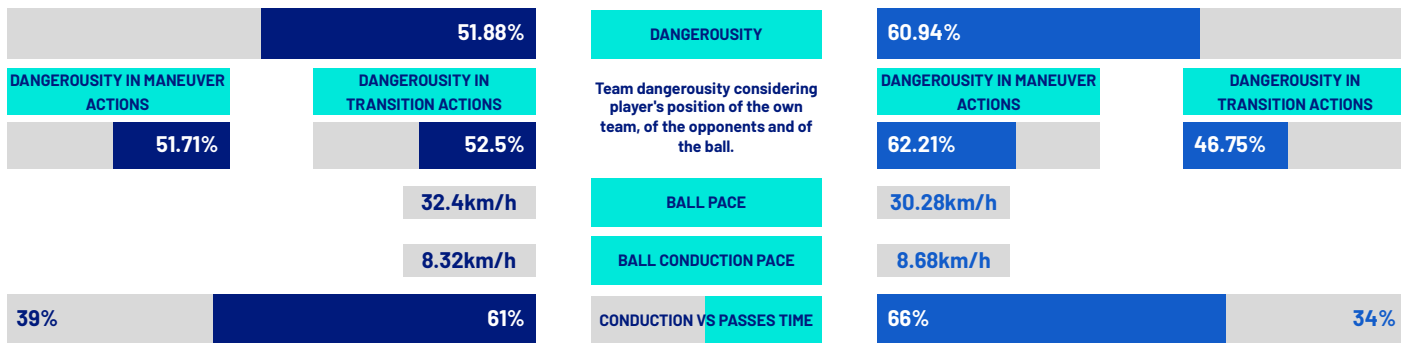 51.88%
DANGEROUSITY
60.94%
DANGEROUSITY IN MANEUVER
ACTIONS
DANGEROUSITY IN
TRANSITION ACTIONS
Team dangerousity considering
player's position of the own
team, of the opponents and of
the ball.
DANGEROUSITY IN MANEUVER
ACTIONS
DANGEROUSITY IN
TRANSITION ACTIONS
51.71%
52.5%
62.21%
46.75%
32.4km/h
BALL PACE
30.28km/h
8.32km/h
BALL CONDUCTION PACE
8.68km/h
39%
61%
CONDUCTION VS PASSES TIME
66%
34%